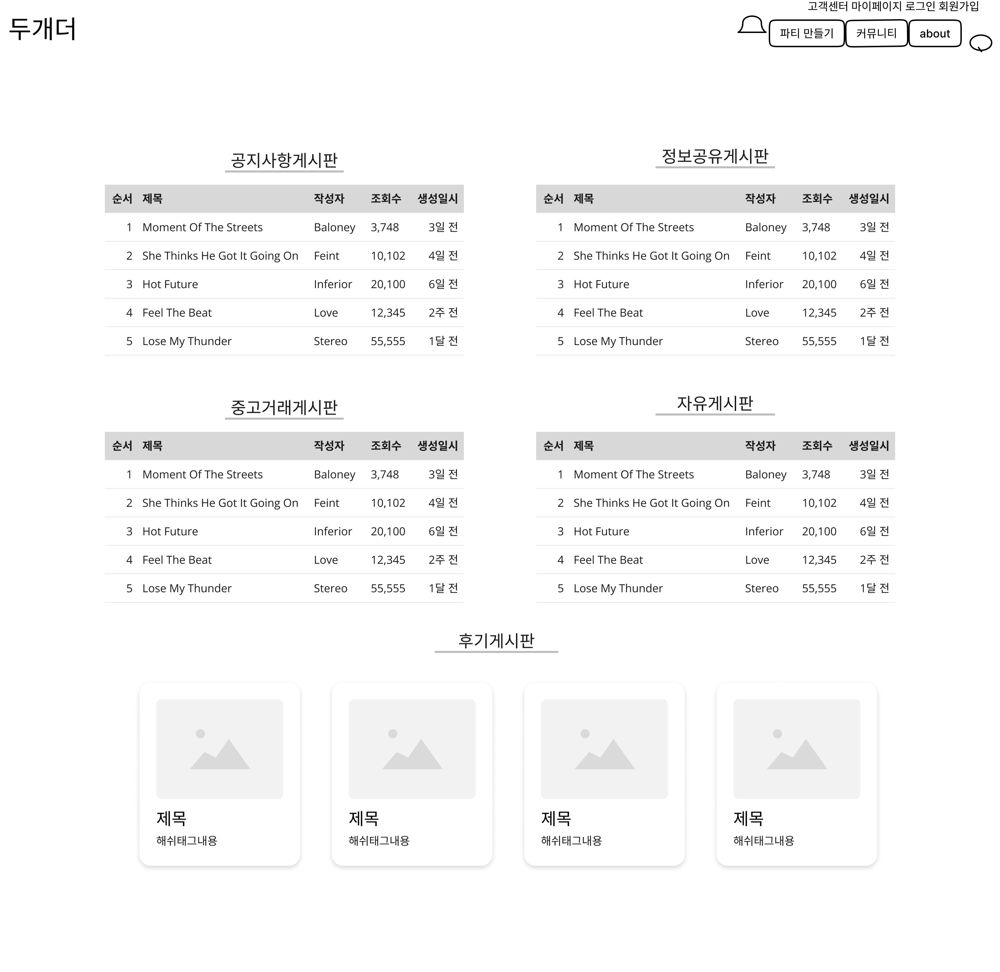 고객센터 마이페이지 로그인 회원가입
두개더
파티 만들기 커뮤니티 about
공지사항게시판
순서 제목 작성자 조회수 생성일시
1 Moment Of The Streets Baloney 3,748 3일 전
2 She Thinks He Got It Going On Feint 10,102 4일 전
3 Hot Future Inferior 20,100 6일 전
4 Feel The Beat Love 12,345 2주 전
5 Lose My Thunder Stereo 55,555 1달 전
정보공유게시판
순서 제목 작성자 조회수 생성일시
1 Moment Of The Streets Baloney 3,748 3일 전
2 She Thinks He Got It Going On Feint 10,102 4일 전
3 Hot Future Inferior 20,100 6일 전
4 Feel The Beat Love 12,345 2주 전
5 Lose My Thunder Stereo 55,555 1달 전
중고거래게시판
순서 제목 작성자 조회수 생성일시
1 Moment Of The Streets Baloney 3,748 3일 전
2 She Thinks He Got It Going On Feint 10,102 4일 전
3 Hot Future Inferior 20,100 6일 전
4 Feel The Beat Love 12,345 2주 전
5 Lose My Thunder Stereo 55,555 1달 전
자유게시판
순서 제목 작성자 조회수 생성일시
1 Moment Of The Streets Baloney 3,748 3일 전
2 She Thinks He Got It Going On Feint 10,102 4일 전
3 Hot Future Inferior 20,100 6일 전
4 Feel The Beat Love 12,345 2주 전
5 Lose My Thunder Stereo 55,555 1달 전
후기게시판
제목
해쉬태그내용
제목
해쉬태그내용
제목
해쉬태그내용
제목
해쉬태그내용